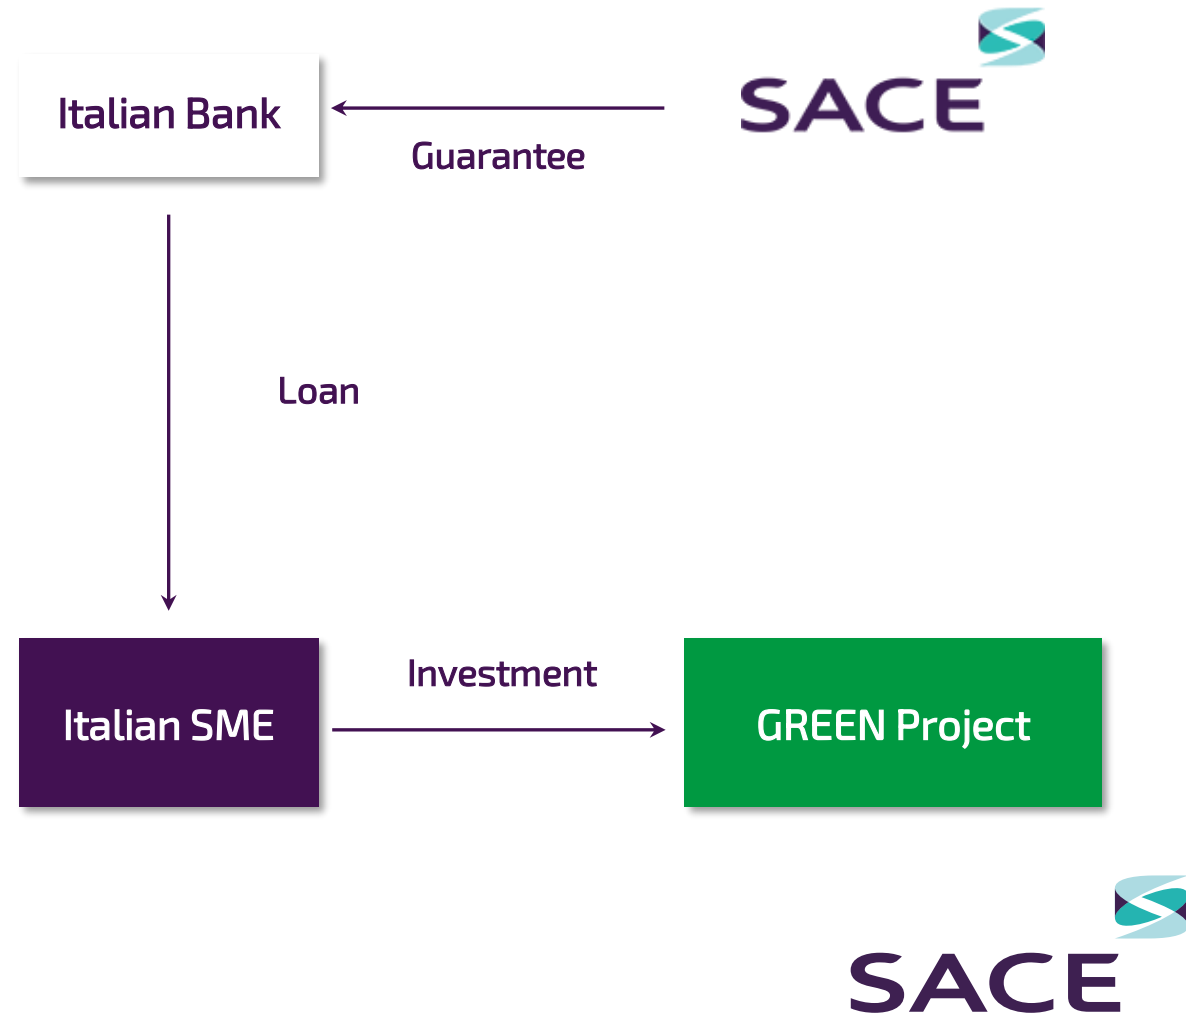 Italian Bank
SACE
Guarantee
Loan
Investment
Italian SME
GREEN Project
SACE